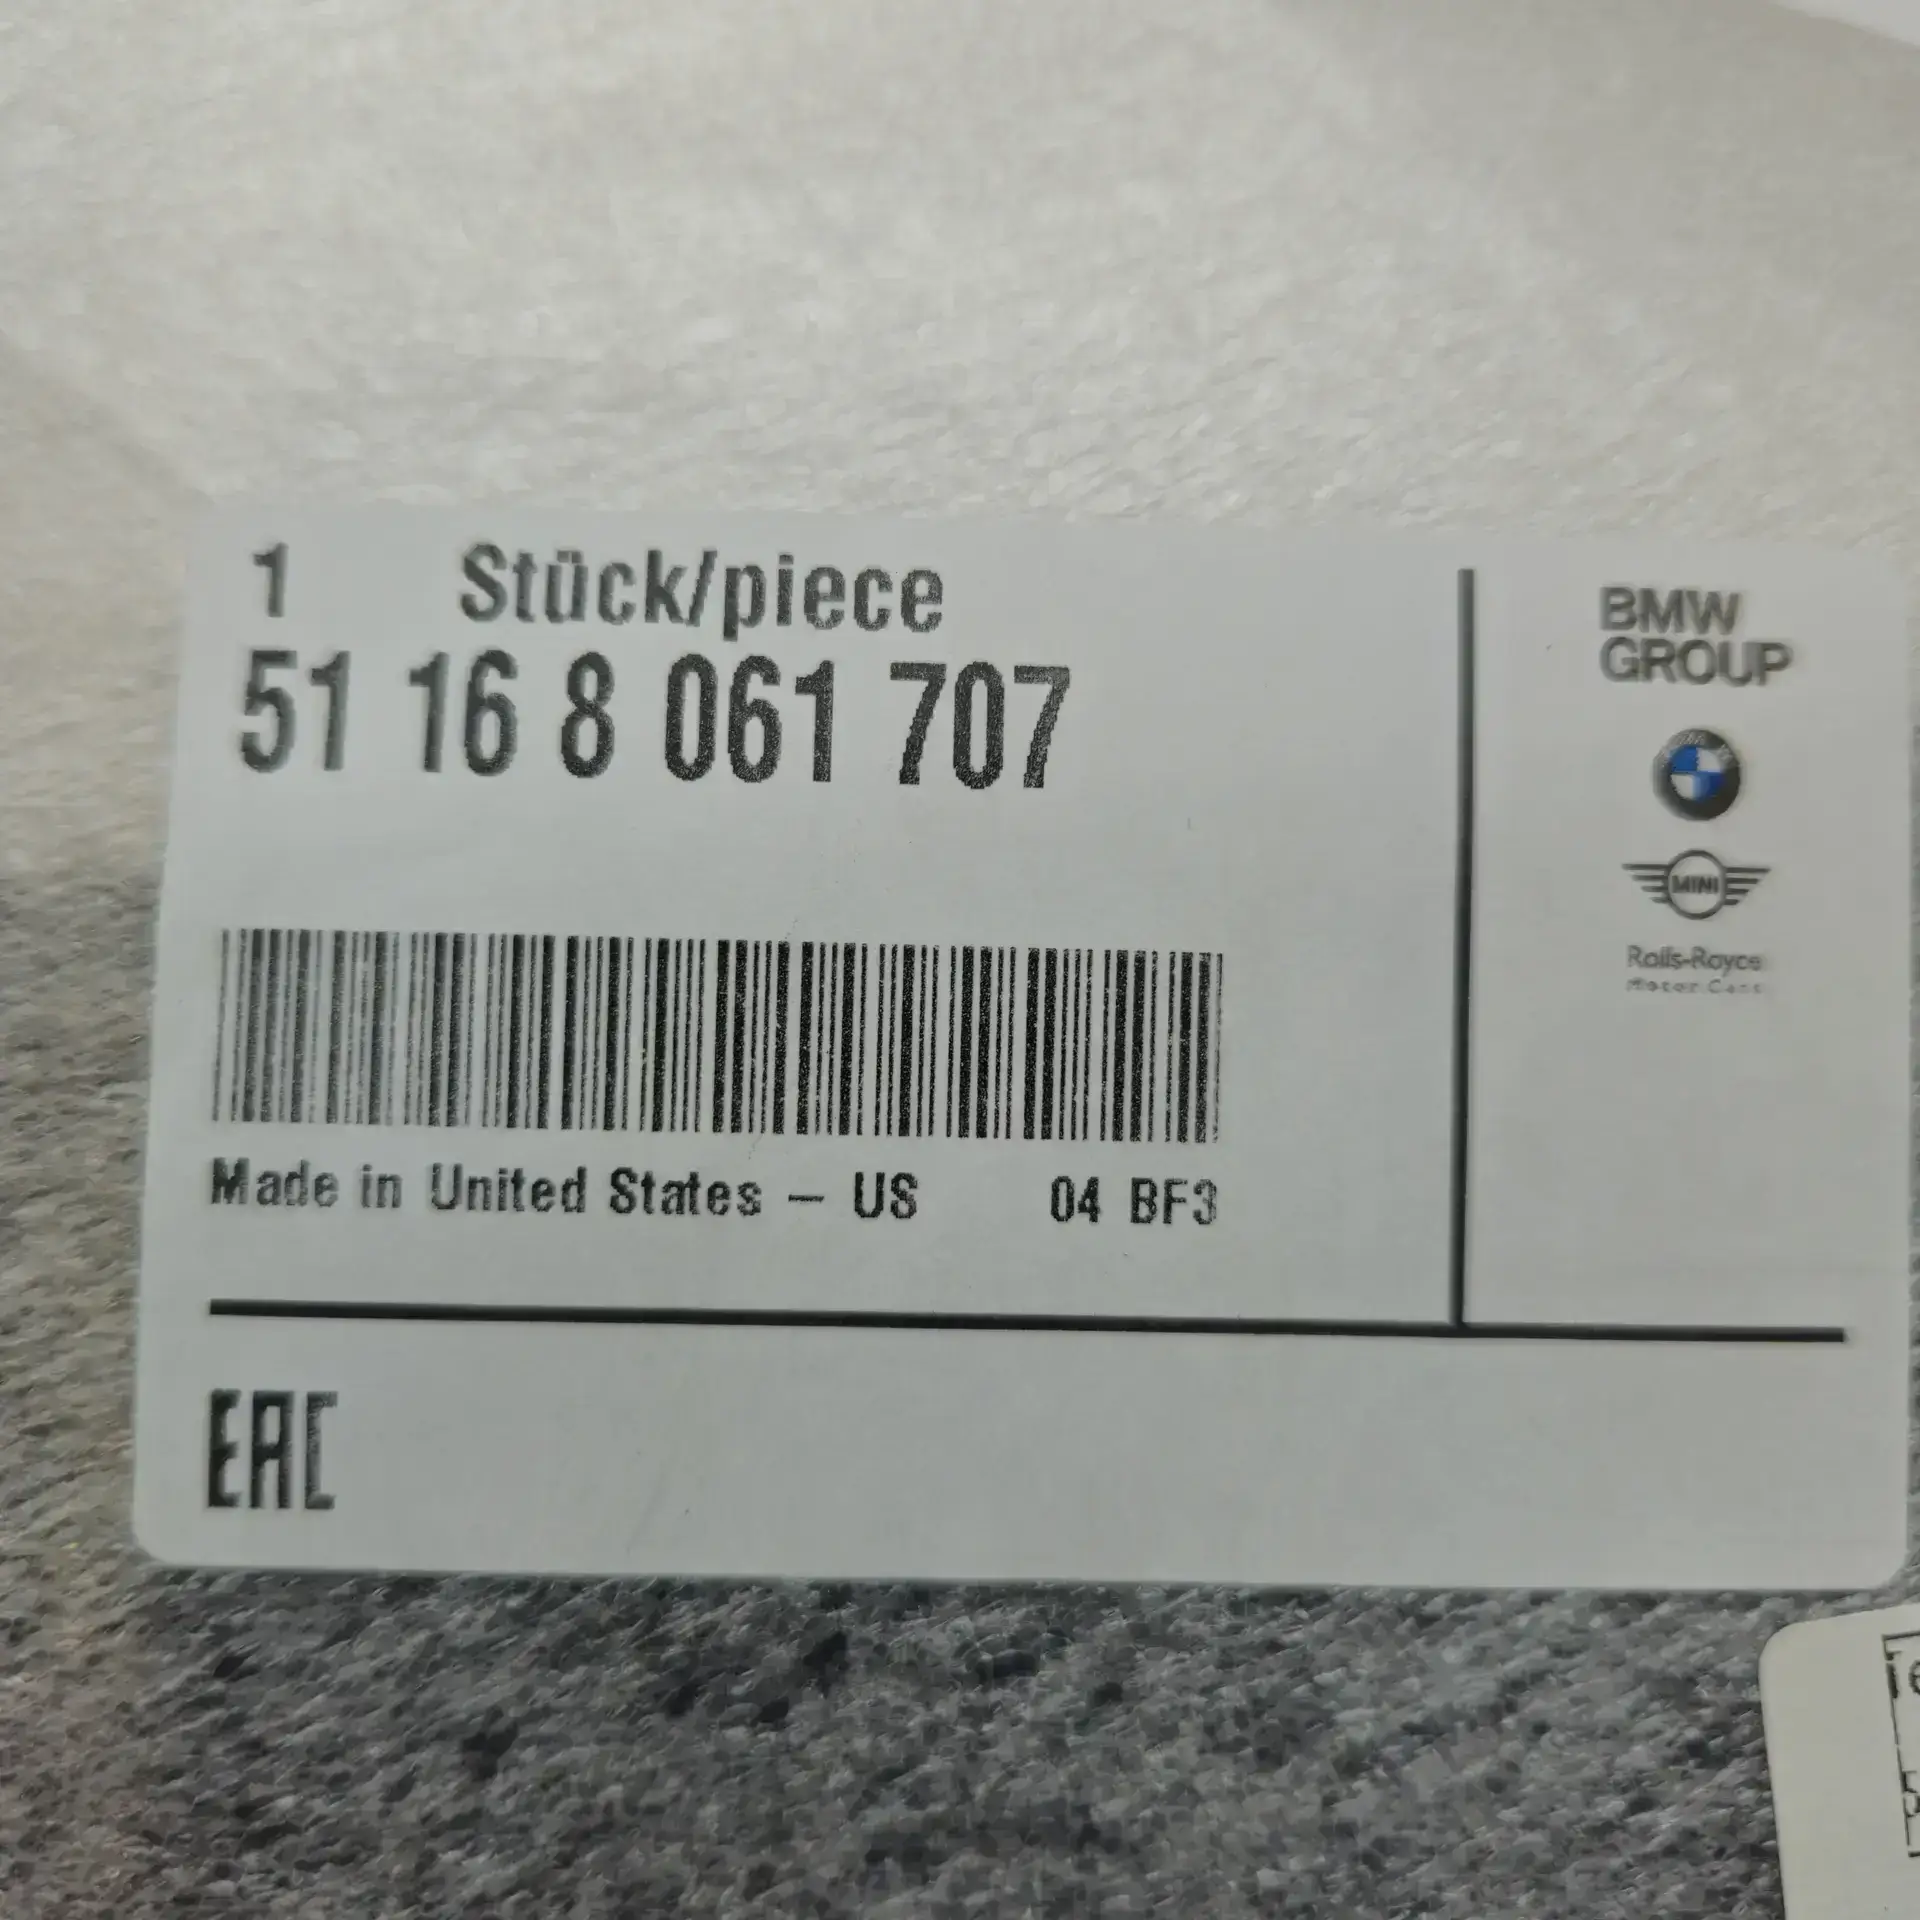 1 Stück/piece
51 16 8 061 707
Made in United States – US 04 BF3
EAC
BMW
GROUP
MINI
Rolls-Royce
Motor Cars